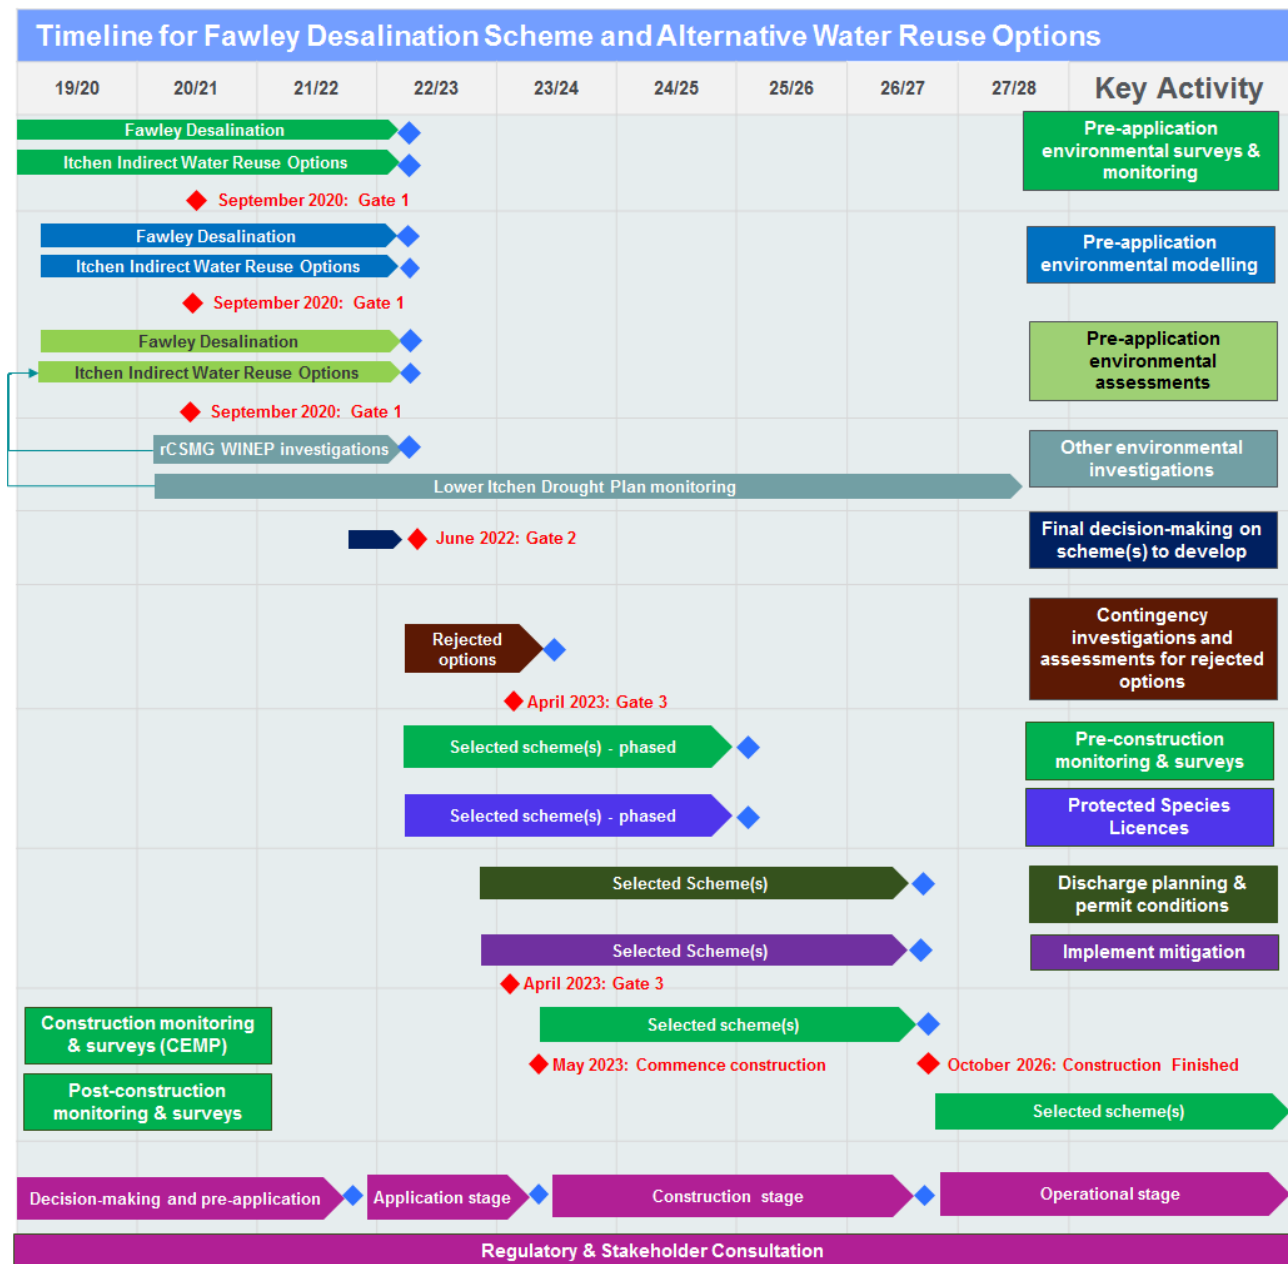 Timeline for Fawley Desalination Scheme and Alternative Water Reuse Options
19/20 20/21 21/22 22/23 23/24 24/25 25/26 26/27 27/28 Key Activity
Fawley Desalination
Itchen Indirect Water Reuse Options
September 2020: Gate 1
Pre-application
environmental surveys &
monitoring
Fawley Desalination
Itchen Indirect Water Reuse Options
September 2020: Gate 1
Pre-application
environmental modelling
Fawley Desalination
Itchen Indirect Water Reuse Options
September 2020: Gate 1
Pre-application
environmental
assessments
rCSMG WINEP investigations
Lower Itchen Drought Plan monitoring
Other environmental
investigations
June 2022: Gate 2
Final decision-making on
scheme(s) to develop
Rejected
options
April 2023: Gate 3
Contingency
investigations and
assessments for rejected
options
Selected scheme(s) - phased
Pre-construction
monitoring & surveys
Selected scheme(s) - phased
Protected Species
Licences
Selected Scheme(s)
Discharge planning &
permit conditions
Selected Scheme(s)
Implement mitigation
April 2023: Gate 3
Construction monitoring
& surveys (CEMP)
Selected scheme(s)
May 2023: Commence construction
October 2026: Construction Finished
Post-construction
monitoring & surveys
Selected scheme(s)
Decision-making and pre-application
Application stage
Construction stage
Operational stage
Regulatory & Stakeholder Consultation